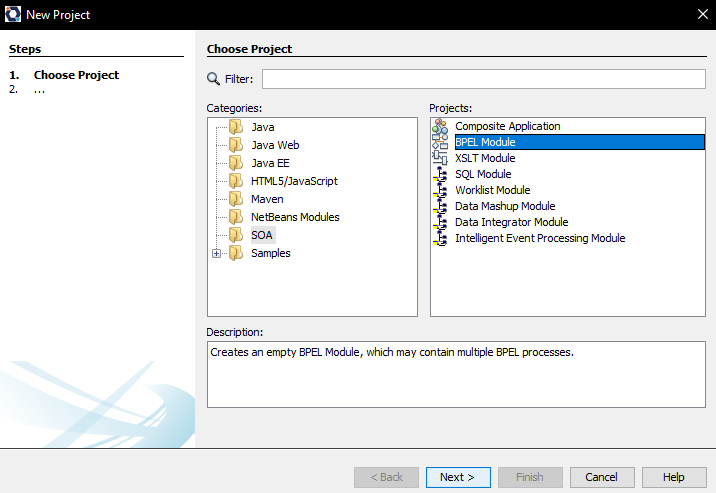 New Project
Steps
1. Choose Project
2. ...
Choose Project
Filter:
Categories:
Java
Java Web
Java EE
HTML5/JavaScript
Maven
NetBeans Modules
SOA
Samples
Projects:
Composite Application
BPEL Module
XSLT Module
SQL Module
Worklist Module
Data Mashup Module
Data Integrator Module
Intelligent Event Processing Module
Description:
Creates an empty BPEL Module, which may contain multiple BPEL processes.
< Back
Next >
Finish
Cancel
Help